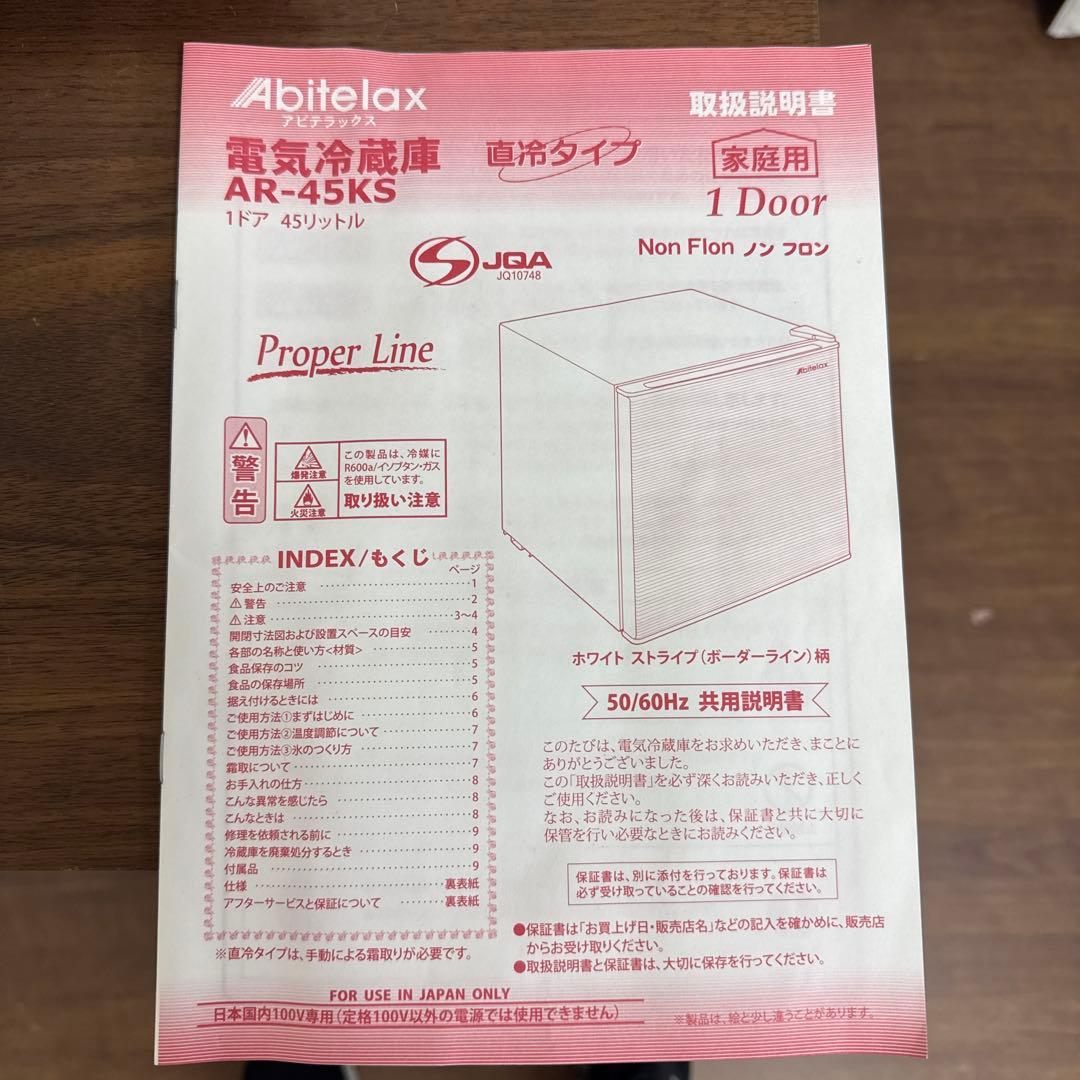 Abitelax
アビテラックス
取扱説明書
電気冷蔵庫
直冷タイプ
家庭用
AR-45KS
1ドア 45リットル
1 Door
Non Flon ノン フロン
S JQA
JQ10748
Proper Line
Abitelax
警告
爆発注意
火災注意
この製品は、冷媒に
R600a/イソブタン・ガス
を使用しています。
取り扱い注意
INDEX/もくじ
ページ
安全上のご注意 ・・・・・・・・・・・・・・・・・・・・1
⚠警告 ・・・・・・・・・・・・・・・・・・・・2
⚠注意 ・・・・・・・・・・・・・・・・・・・・3〜4
開閉寸法図および設置スペースの目安 ・・・・・・・・4
各部の名称と使い方<材質> ・・・・・・・・・・・・5
食品保存のコツ ・・・・・・・・・・・・・・・・・・5
食品の保存場所 ・・・・・・・・・・・・・・・・・・5
据え付けるときには ・・・・・・・・・・・・・・・・6
ご使用方法①まずはじめに ・・・・・・・・・・・・・6
ご使用方法②温度調節について ・・・・・・・・・・・7
ご使用方法③氷のつくり方 ・・・・・・・・・・・・・7
霜取について ・・・・・・・・・・・・・・・・・・・7
お手入れの仕方 ・・・・・・・・・・・・・・・・・・8
こんな異常を感じたら ・・・・・・・・・・・・・・・8
こんなときは ・・・・・・・・・・・・・・・・・・・8
修理を依頼される前に ・・・・・・・・・・・・・・・9
冷蔵庫を廃棄処分するとき ・・・・・・・・・・・・・9
付属品 ・・・・・・・・・・・・・・・・・・・・・・9
仕様 ・・・・・・・・・・・・・・・・・・・・裏表紙
アフターサービスと保証について ・・・・・・・・裏表紙
※直冷タイプは、手動による霜取りが必要です。
ホワイト ストライプ(ボーダーライン)柄
50/60Hz 共用説明書
このたびは、電気冷蔵庫をお求めいただき、まことに
ありがとうございました。
この「取扱説明書」を必ず深くお読みいただき、正しく
ご使用ください。
なお、お読みになった後は、保証書と共に大切に
保管を行い必要なときにお読みください。
保証書は、別に添付を行っております。保証書は
必ず受け取っていることの確認を行ってください。
●保証書は「お買上げ日・販売店名」などの記入を確かめに、販売店
からお受け取りください。
●取扱説明書と保証書は、大切に保存を行ってください。
FOR USE IN JAPAN ONLY
日本国内100V専用(定格100V以外の電源では使用できません)
※製品は、絵と少し違うことがあります。